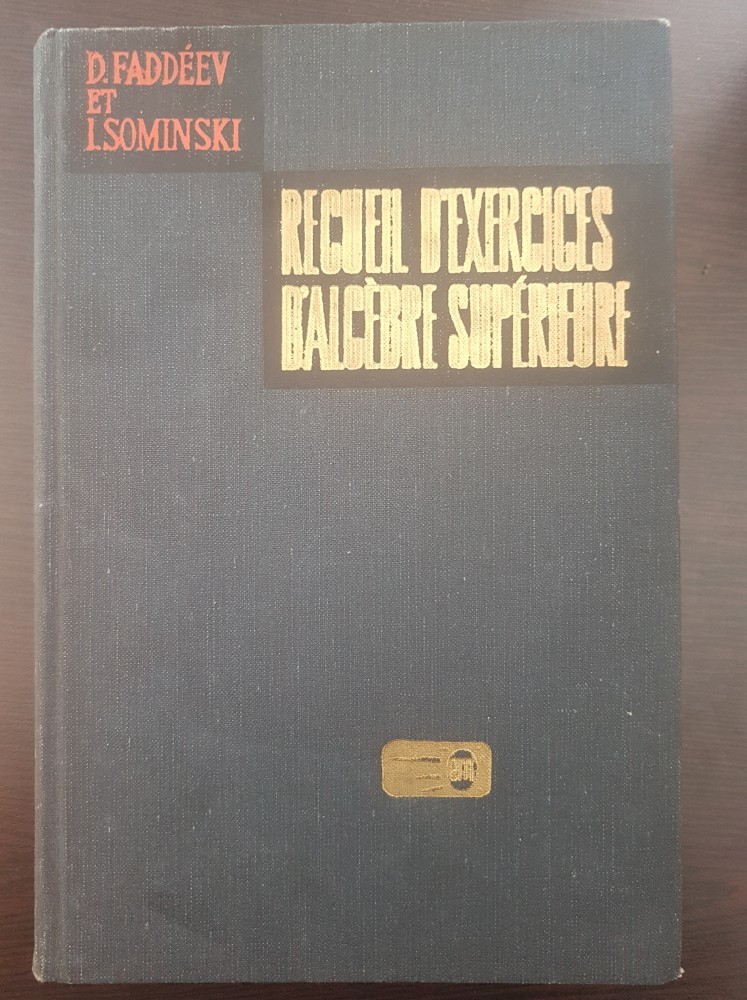 D. FADDÉEV
ET
I. SOMINSKI
RECUEIL D'EXERCICES
D'ALGÈBRE SUPÉRIEURE